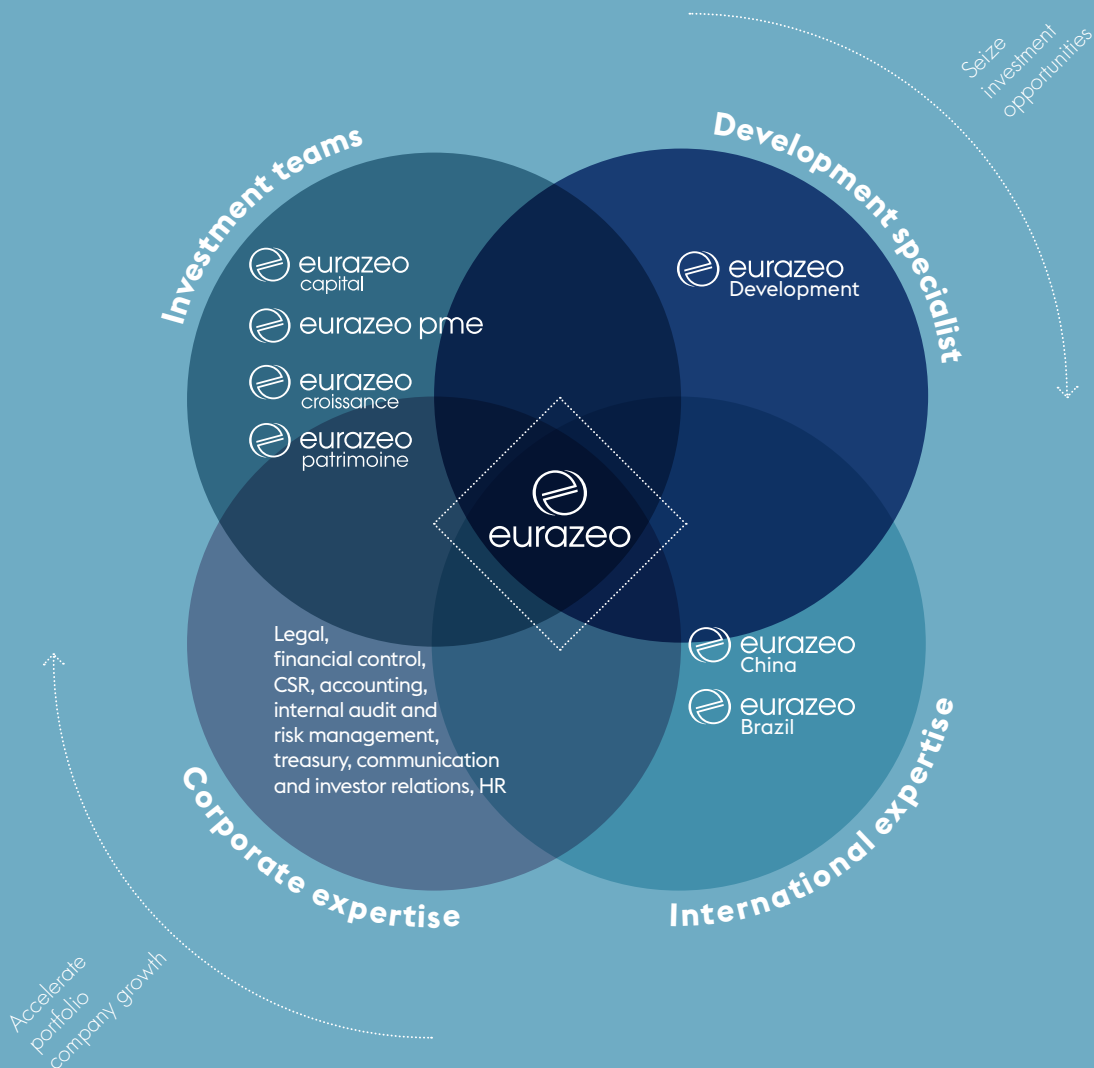 Seize
investment
opportunities
Investment teams
eurazeo
capital
eurazeo pme
eurazeo
croissance
eurazeo
patrimoine
Development specialist
eurazeo
Development
eurazeo
Legal,
financial control,
CSR, accounting,
internal audit and
risk management,
treasury, communication
and investor relations, HR
Corporate expertise
eurazeo
China
eurazeo
Brazil
International expertise
Accelerate
portfolio
company growth